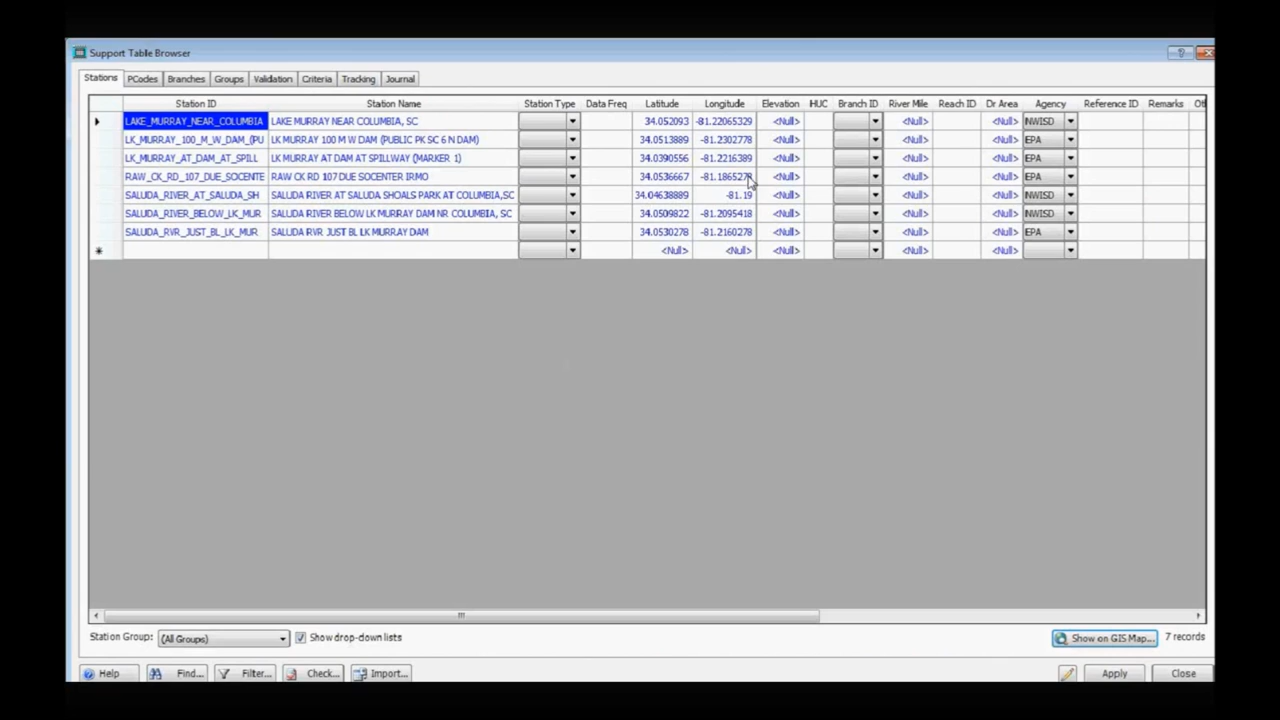 Support Table Browser
Stations PCodes Branches Groups Validation Criteria Tracking Journal
Station ID Station Name Station Type Data Freq Latitude Longitude Elevation HUC Branch ID River Mile Reach ID Dr Area Agency Reference ID Remarks
LAKE_MURRAY_NEAR_COLUMBIA LAKE MURRAY NEAR COLUMBIA, SC 34.052093 -81.22065329 <Null> <Null> <Null> NWISD
LK_MURRAY_100_M_W_DAM_(PU LK MURRAY 100 M W DAM (PUBLIC PK SC 6 N DAM) 34.0513889 -81.2302778 <Null> <Null> <Null> EPA
LK_MURRAY_AT_DAM_AT_SPILL LK MURRAY AT DAM AT SPILLWAY (MARKER 1) 34.0390556 -81.2216389 <Null> <Null> <Null> EPA
RAW_CK_RD_107_DUE_SOCENTE RAW CK RD 107 DUE SOCENTER IRMO 34.0536667 -81.1865278 <Null> <Null> <Null> EPA
SALUDA_RIVER_AT_SALUDA_SH SALUDA RIVER AT SALUDA SHOALS PARK AT COLUMBIA,SC 34.04638889 -81.19 <Null> <Null> <Null> NWISD
SALUDA_RIVER_BELOW_LK_MUR SALUDA RIVER BELOW LK MURRAY DAM NR COLUMBIA, SC 34.0509822 -81.2095418 <Null> <Null> <Null> NWISD
SALUDA_RVR_JUST_BL_LK_MUR SALUDA RVR JUST BL LK MURRAY DAM 34.0530278 -81.2160278 <Null> <Null> <Null> EPA
<Null> <Null> <Null> <Null> <Null>
Station Group: (All Groups) Show drop-down lists Show on GIS Map... 7 records
Help Find... Filter... Check... Import... Apply Close